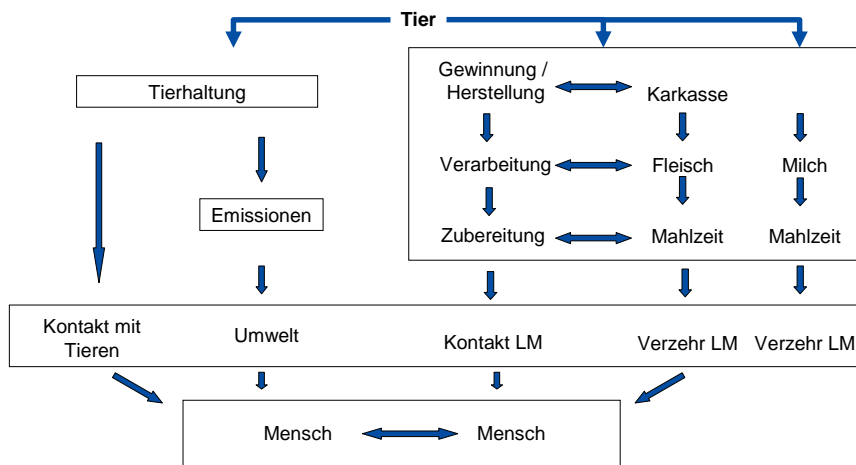 Tier
Tierhaltung
Gewinnung /
Herstellung
Karkasse
Verarbeitung
Fleisch
Milch
Emissionen
Zubereitung
Mahlzeit
Mahlzeit
Kontakt mit
Tieren
Umwelt
Kontakt LM
Verzehr LM
Verzehr LM
Mensch
Mensch